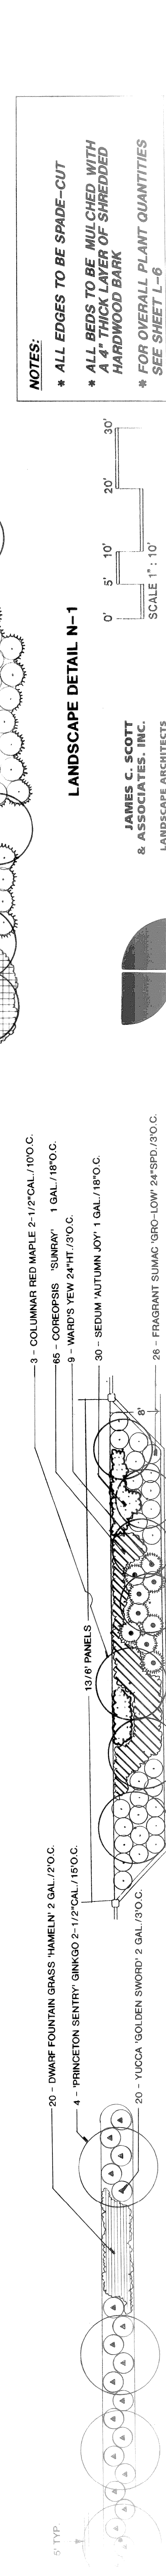 NOTES:
* ALL EDGES TO BE SPADE-CUT
* ALL BEDS TO BE MULCHED WITH
A 4" THICK LAYER OF SHREDDED
HARDWOOD BARK
* FOR OVERALL PLANT QUANTITIES
SEE SHEET L-6
LANDSCAPE DETAIL N-1
0' 5' 10' 20' 30'
SCALE 1" : 10'
JAMES C. SCOTT
& ASSOCIATES, INC.
LANDSCAPE ARCHITECTS
3 - COLUMNAR RED MAPLE 2-1/2"CAL./10'O.C.
65 - COREOPSIS 'SUNRAY' 1 GAL./18"O.C.
9 - WARD'S YEW 24"HT./3'O.C.
30 - SEDUM 'AUTUMN JOY' 1 GAL./18"O.C.
26 - FRAGRANT SUMAC 'GRO-LOW' 24"SPD./3'O.C.
13/6' PANELS
8'
20 - DWARF FOUNTAIN GRASS 'HAMELN' 2 GAL./2'O.C.
4 - 'PRINCETON SENTRY' GINKGO 2-1/2"CAL./15'O.C.
20 - YUCCA 'GOLDEN SWORD' 2 GAL./3'O.C.
5' TYP